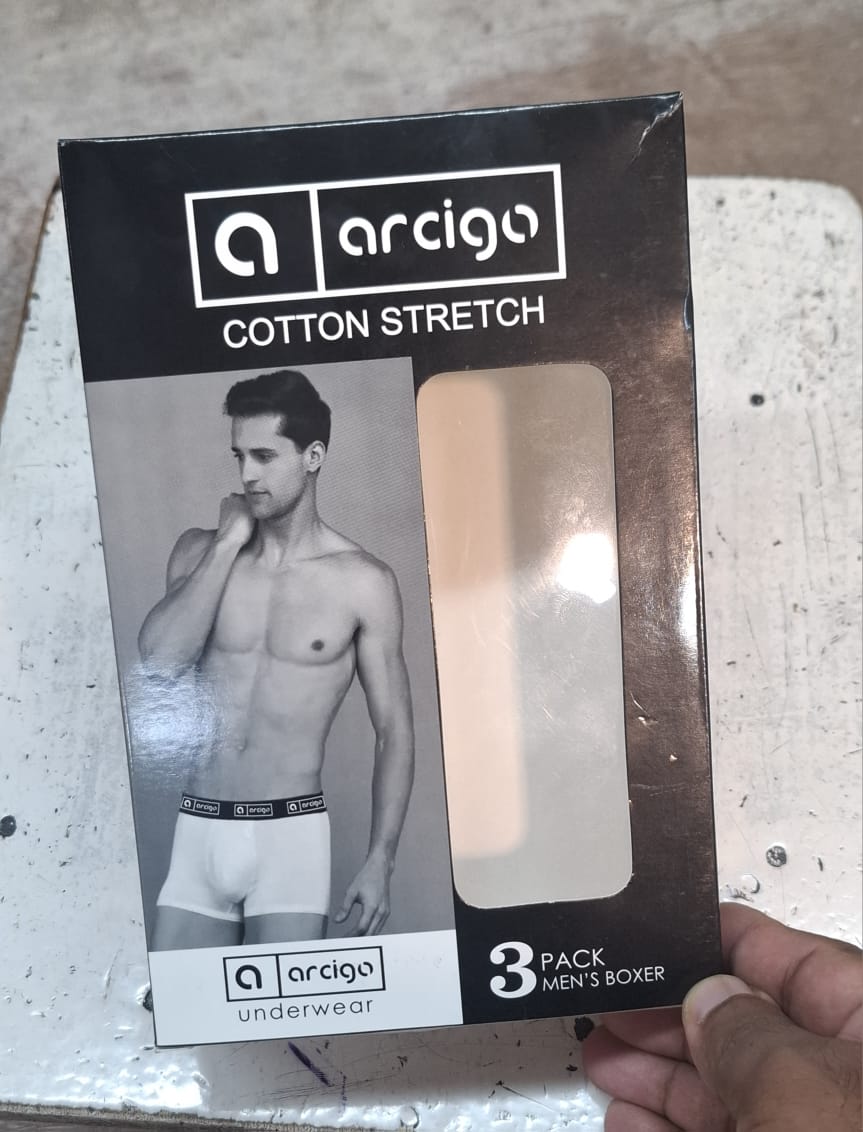 a arcigo
COTTON STRETCH
a arcigo a arcigo a arcigo
a arcigo
underwear
3 PACK
MEN'S BOXER